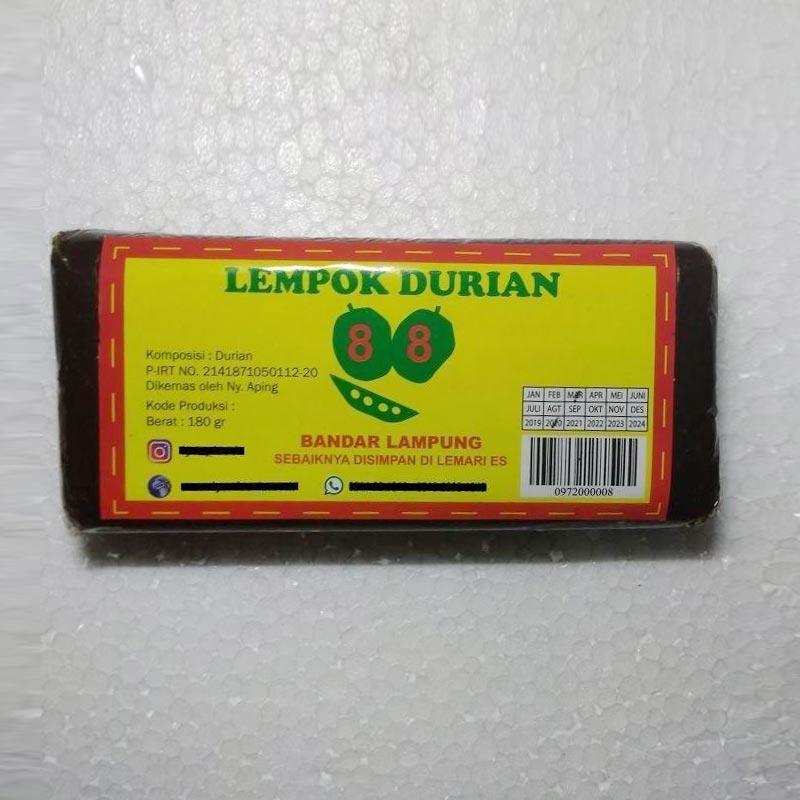 LEMPOK DURIAN
8 8
Komposisi : Durian
P-IRT NO. 2141871050112-20
Dikemas oleh Ny. Aping
Kode Produksi :
Berat : 180 gr
BANDAR LAMPUNG
SEBAIKNYA DISIMPAN DI LEMARI ES
JAN FEB MAR APR MEI JUNI
JULI AGT SEP OKT NOV DES
2019 2020 2021 2022 2023 2024
0972000008